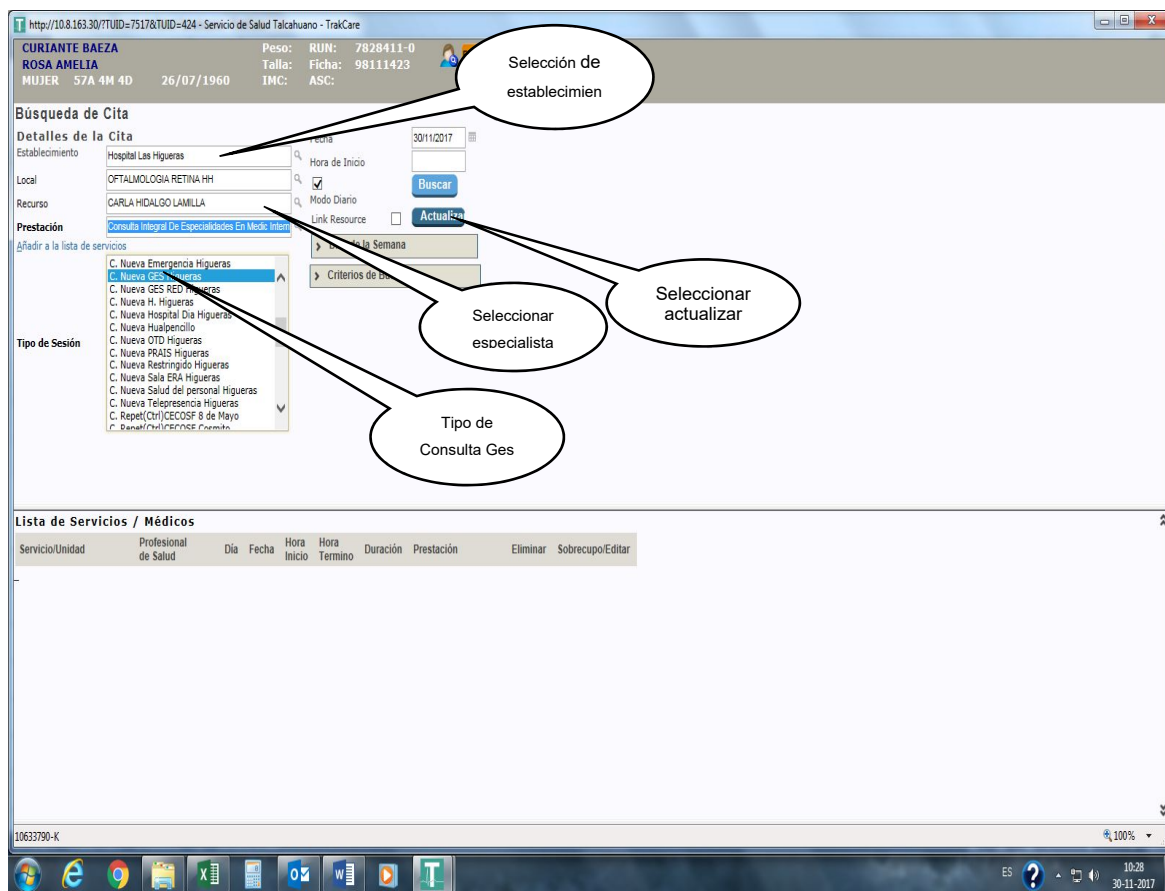 http://10.8.163.30/?TUID=7517&TUID=424 - Servicio de Salud Talcahuano - TrakCare
CURIANTE BAEZA Peso: RUN: 7828411-0
ROSA AMELIA Talla: Ficha: 98111423
MUJER 57A 4M 4D 26/07/1960 IMC: ASC:
Selección de
establecimien
Búsqueda de Cita
Detalles de la Cita
Establecimiento Hospital Las Higueras
Local OFTALMOLOGIA RETINA HH
Recurso CARLA HIDALGO LAMILLA
Prestación Consulta Integral De Especialidades En Medic Intern
Añadir a la lista de servicios
Fecha 30/11/2017
Hora de Inicio
Buscar
Modo Diario
Link Resource Actualiza
de la Semana
Criterios de
Tipo de Sesión
C. Nueva Emergencia Higueras
C. Nueva GES Higueras
C. Nueva GES RED Higueras
C. Nueva H. Higueras
C. Nueva Hospital Dia Higueras
C. Nueva Hualpencillo
C. Nueva OTD Higueras
C. Nueva PRAIS Higueras
C. Nueva Restringido Higueras
C. Nueva Sala ERA Higueras
C. Nueva Salud del personal Higueras
C. Nueva Telepresencia Higueras
C. Repet(Ctrl)CECOSF 8 de Mayo
C. Repet(Ctrl)CECOSF Cosmito
Seleccionar
especialista
Seleccionar
actualizar
Tipo de
Consulta Ges
Lista de Servicios / Médicos
Servicio/Unidad Profesional de Salud Día Fecha Hora Inicio Hora Termino Duración Prestación Eliminar Sobrecupo/Editar
10633790-K
100%
ES 10:28
30-11-2017